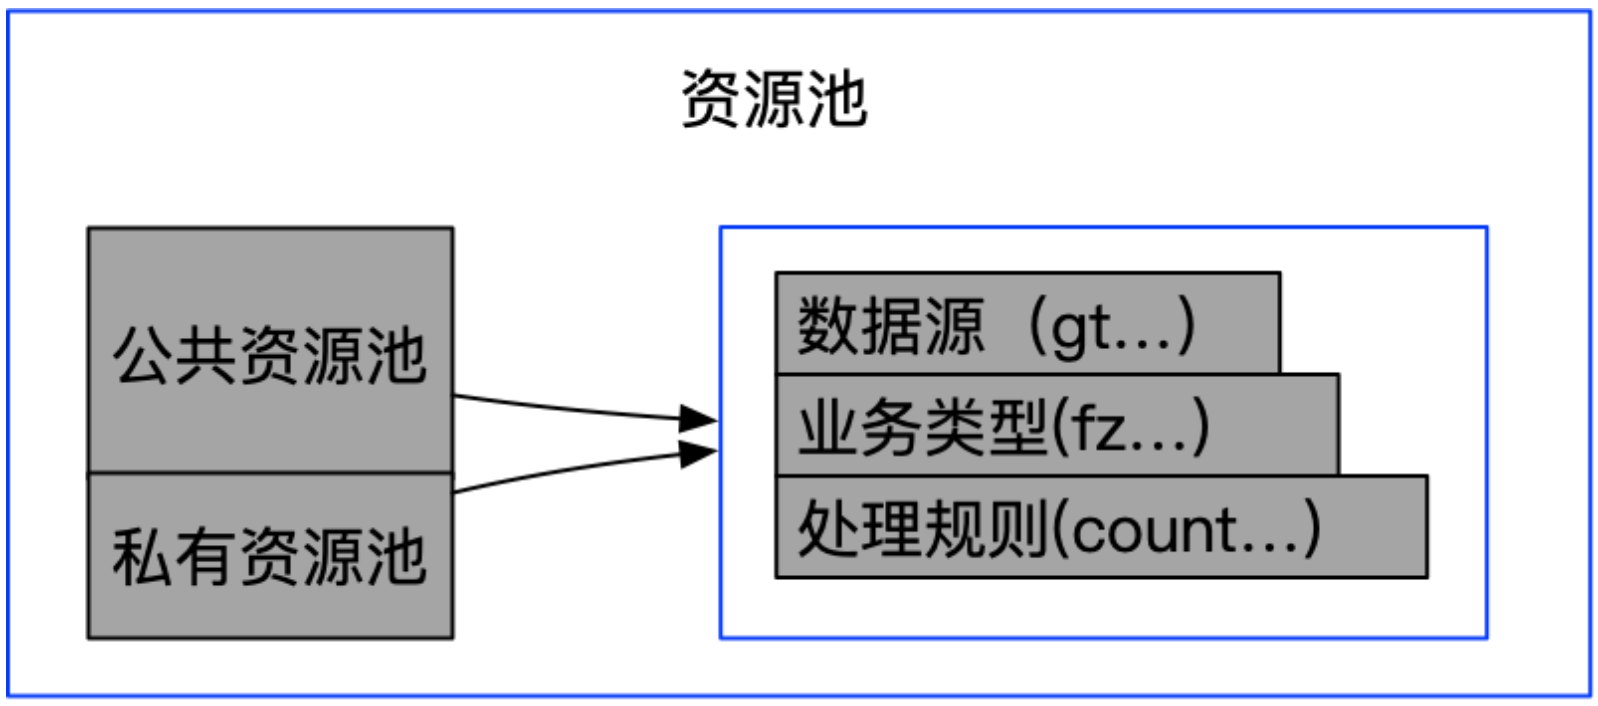 资源池
公共资源池
私有资源池
数据源（gt...）
业务类型(fz...)
处理规则(count...)